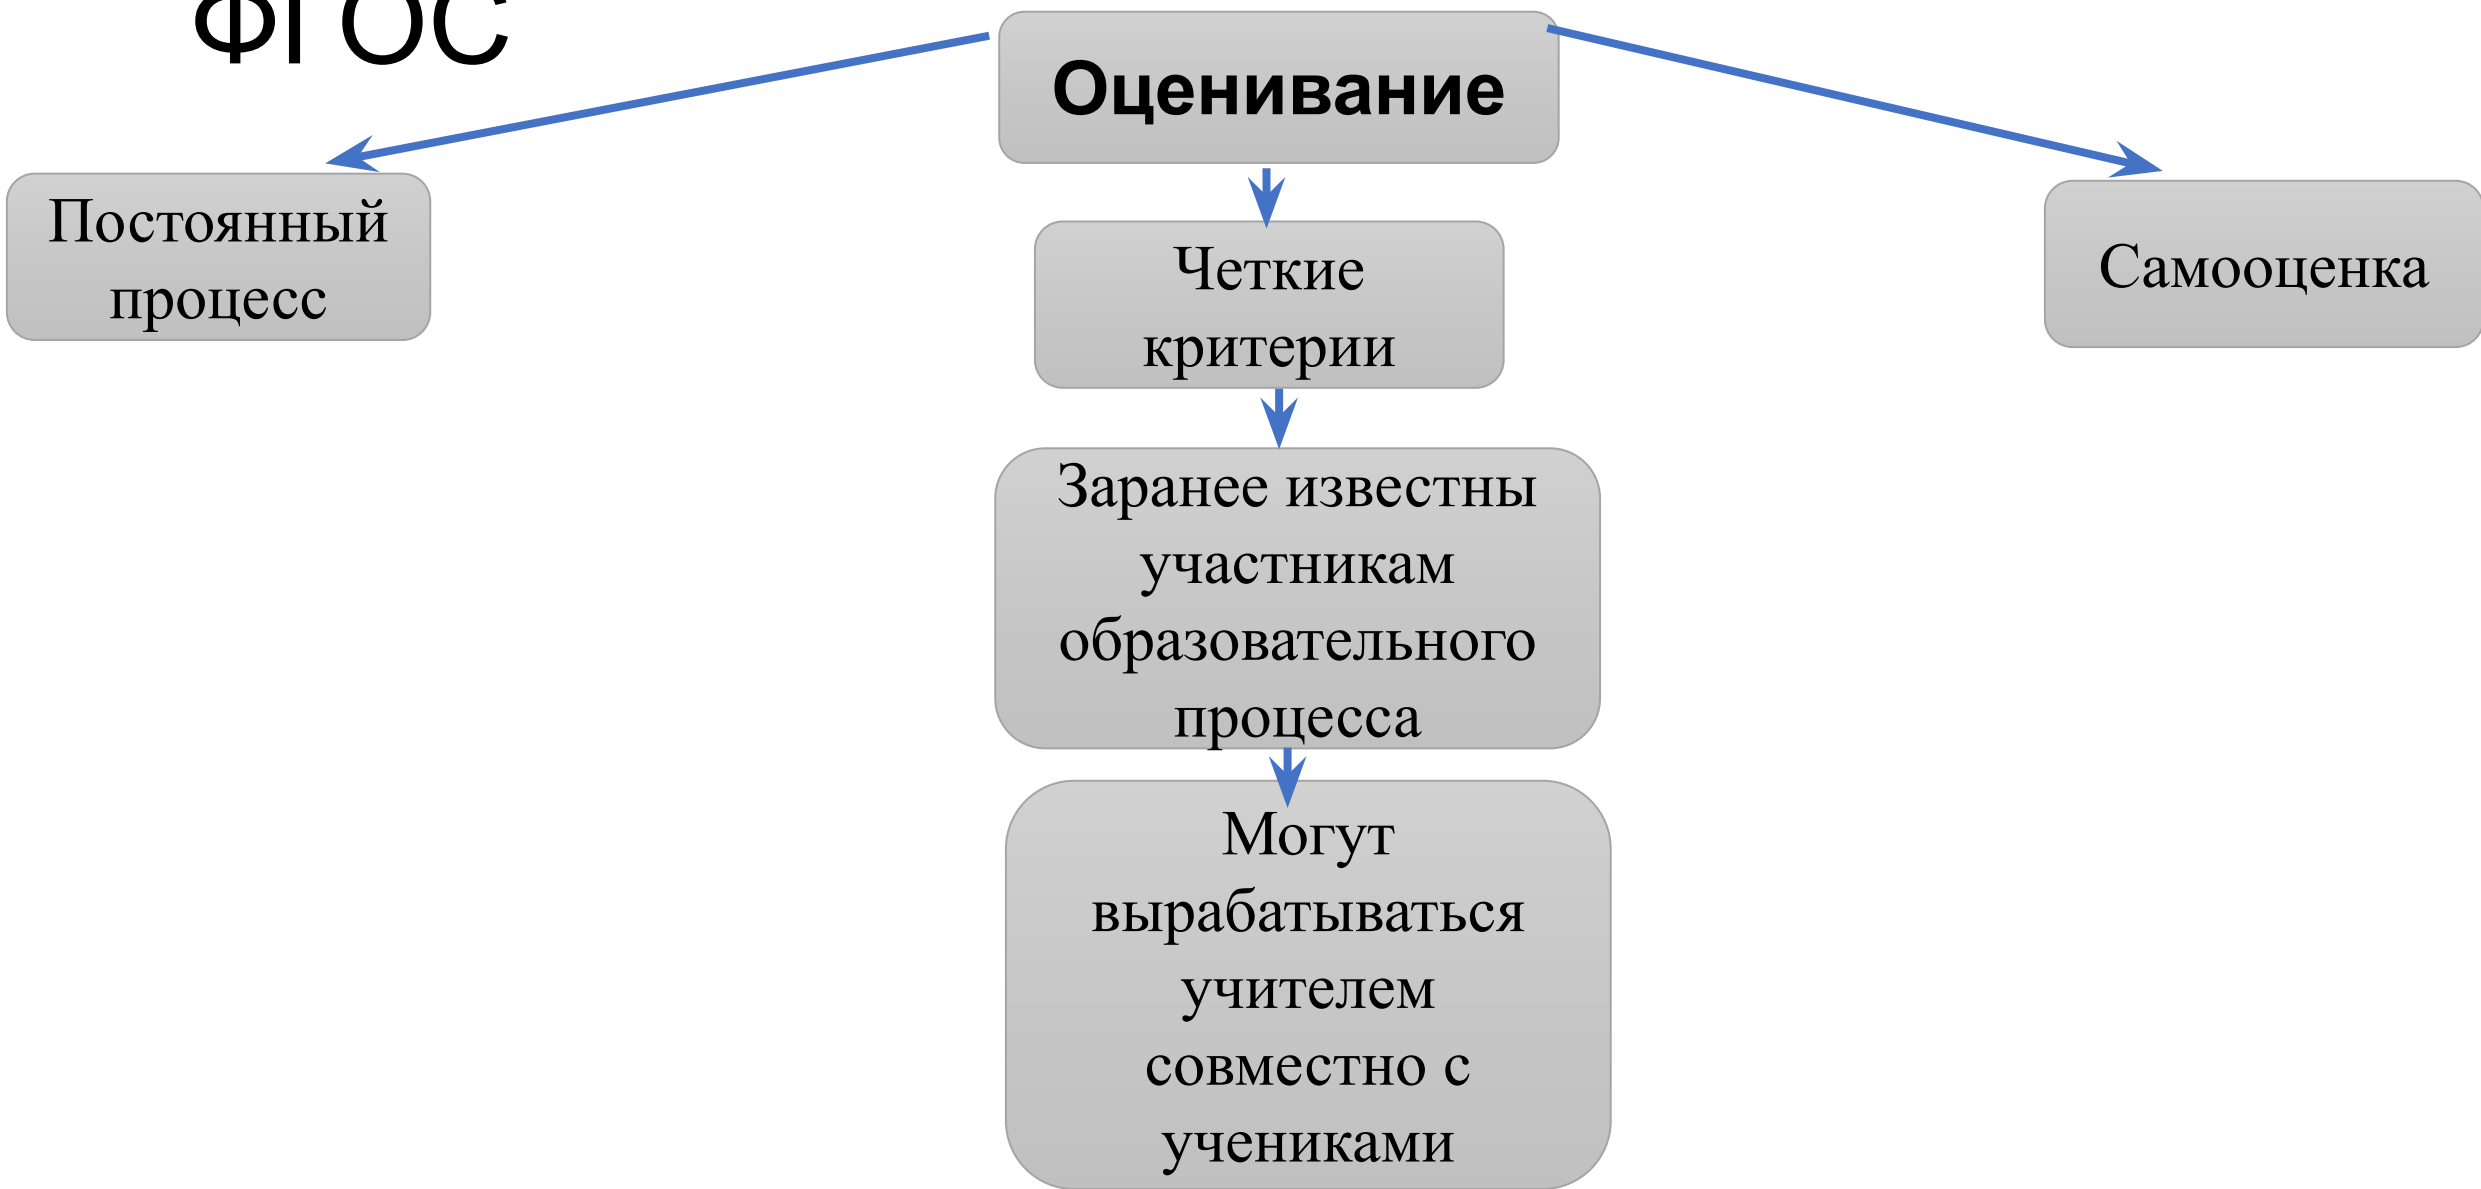 ФГОС
Оценивание
Постоянный
процесс
Четкие
критерии
Самооценка
Заранее известны
участникам
образовательного
процесса
Могут
вырабатываться
учителем
совместно с
учениками